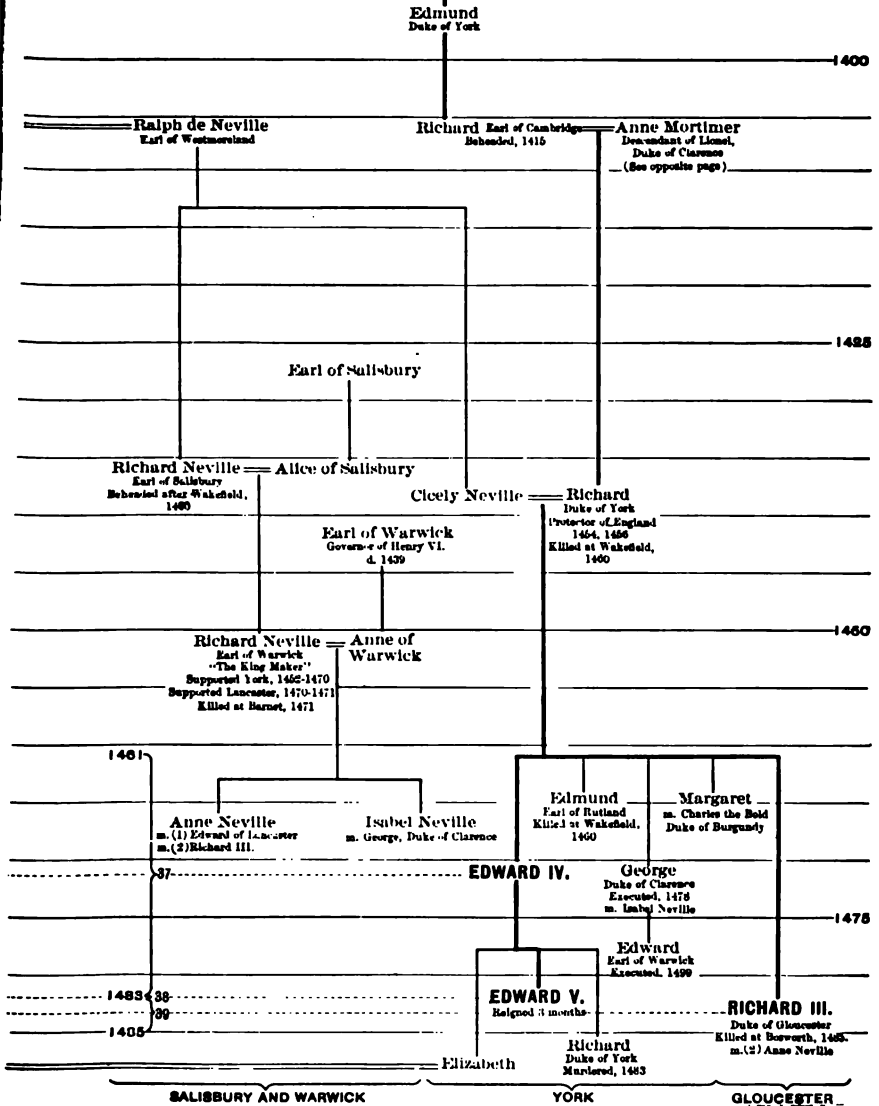 Edmund
Duke of York
1400
Ralph de Neville
Earl of Westmoreland
Richard Earl of Cambridge
Beheaded, 1415
Anne Mortimer
Descendant of Lionel,
Duke of Clarence
(See opposite page)
1425
Earl of Salisbury
Richard Neville
Earl of Salisbury
Beheaded after Wakefield,
1460
Alice of Salisbury
Cicely Neville
Richard
Duke of York
Protector of England
1454, 1456
Killed at Wakefield,
1460
Earl of Warwick
Governor of Henry VI.
d. 1439
1450
Richard Neville
Earl of Warwick
"The King Maker"
Supported York, 1452-1470
Supported Lancaster, 1470-1471
Killed at Barnet, 1471
Anne of
Warwick
1461
Anne Neville
m. (1) Edward of Lancaster
m. (2) Richard III.
Isabel Neville
m. George, Duke of Clarence
Edmund
Earl of Rutland
Killed at Wakefield,
1460
Margaret
m. Charles the Bold
Duke of Burgundy
37
EDWARD IV.
George
Duke of Clarence
Executed, 1478
m. Isabel Neville
1475
Edward
Earl of Warwick
Executed, 1499
1483
38
39
1485
EDWARD V.
Reigned 3 months
RICHARD III.
Duke of Gloucester
Killed at Bosworth, 1485.
m. (2) Anne Neville
Elizabeth
Richard
Duke of York
Murdered, 1483
SALISBURY AND WARWICK
YORK
GLOUCESTER